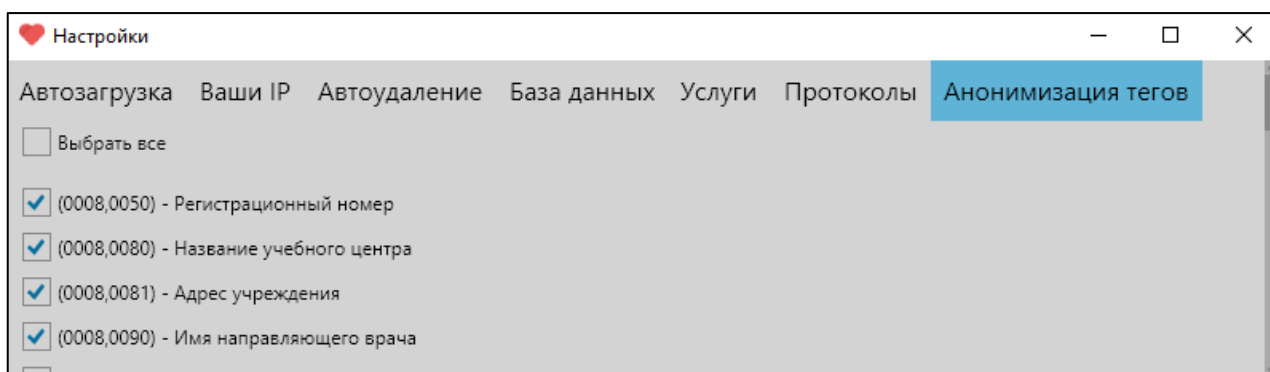 Настройки
Автозагрузка Ваши IP Автоудаление База данных Услуги Протоколы Анонимизация тегов
Выбрать все
(0008,0050) - Регистрационный номер
(0008,0080) - Название учебного центра
(0008,0081) - Адрес учреждения
(0008,0090) - Имя направляющего врача